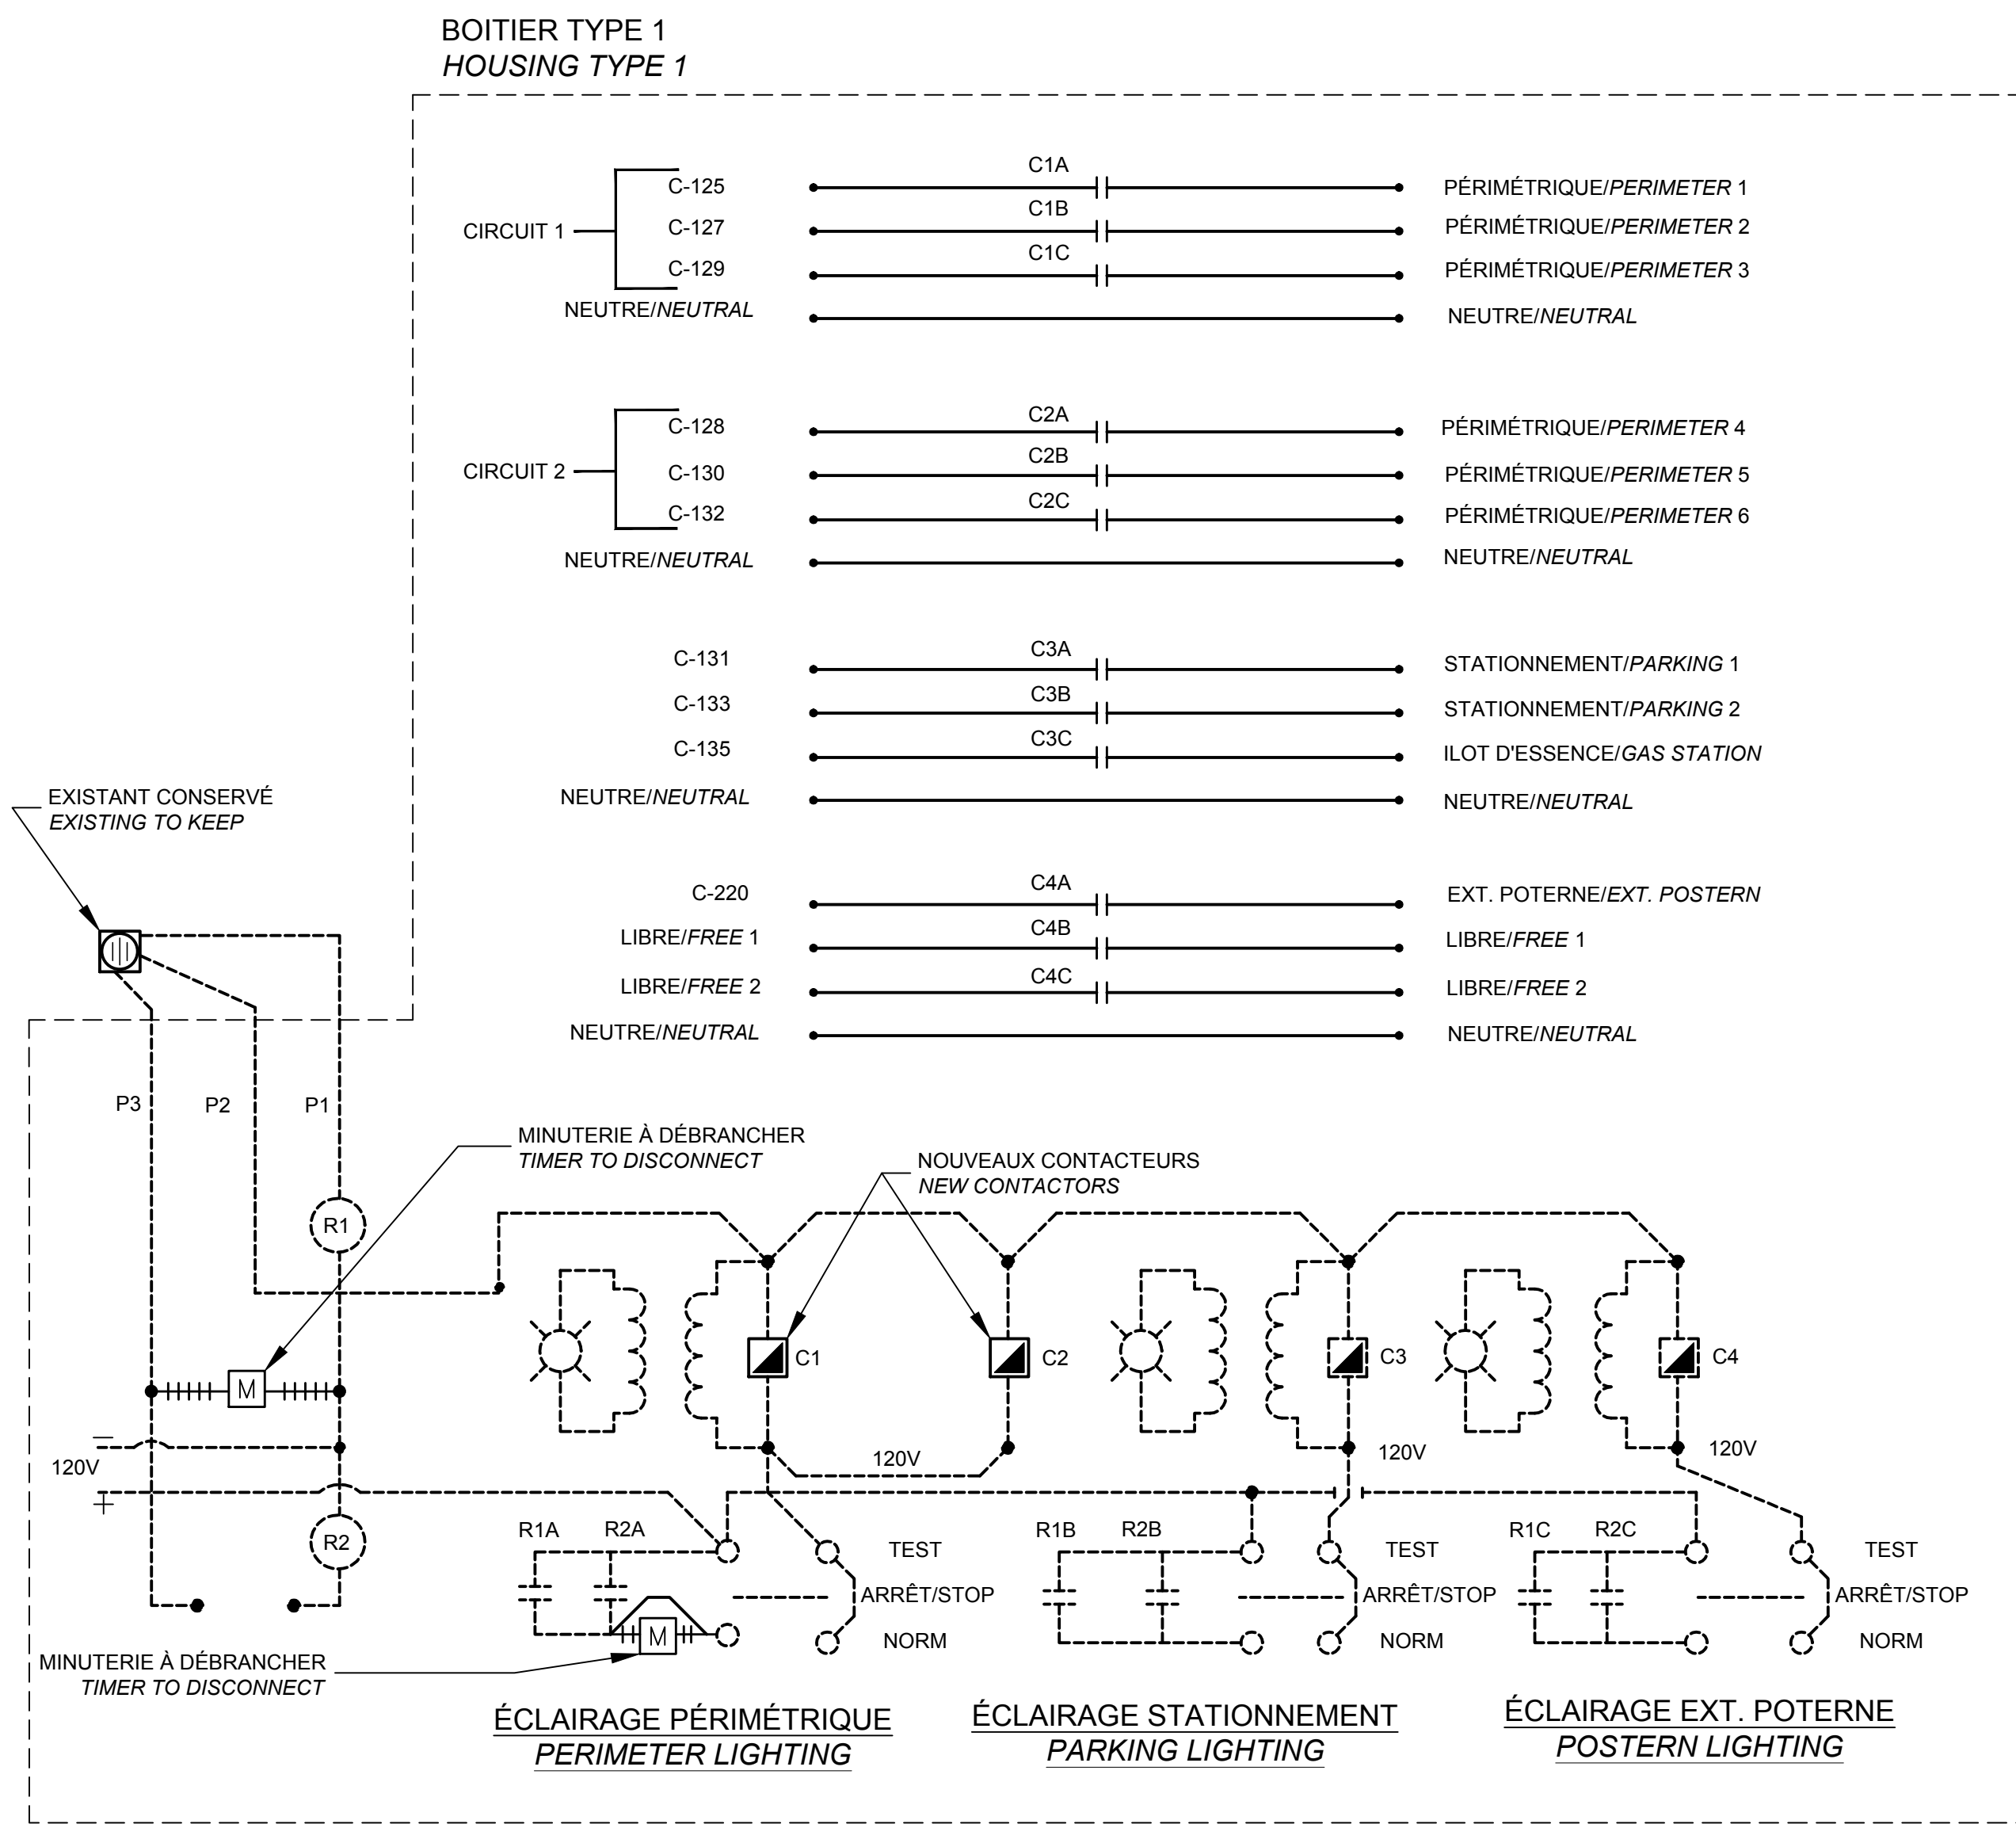 BOITIER TYPE 1
HOUSING TYPE 1
C1A
C-125
PÉRIMÉTRIQUE/PERIMETER 1
C1B
CIRCUIT 1
C-127
PÉRIMÉTRIQUE/PERIMETER 2
C1C
C-129
PÉRIMÉTRIQUE/PERIMETER 3
NEUTRE/NEUTRAL
NEUTRE/NEUTRAL
C2A
C-128
PÉRIMÉTRIQUE/PERIMETER 4
C2B
CIRCUIT 2
C-130
PÉRIMÉTRIQUE/PERIMETER 5
C2C
C-132
PÉRIMÉTRIQUE/PERIMETER 6
NEUTRE/NEUTRAL
NEUTRE/NEUTRAL
C3A
C-131
STATIONNEMENT/PARKING 1
C3B
C-133
STATIONNEMENT/PARKING 2
C3C
C-135
ILOT D'ESSENCE/GAS STATION
NEUTRE/NEUTRAL
NEUTRE/NEUTRAL
EXISTANT CONSERVÉ
EXISTING TO KEEP
C4A
C-220
EXT. POTERNE/EXT. POSTERN
C4B
LIBRE/FREE 1
LIBRE/FREE 1
C4C
LIBRE/FREE 2
LIBRE/FREE 2
NEUTRE/NEUTRAL
NEUTRE/NEUTRAL
P3
P2
P1
MINUTERIE À DÉBRANCHER
TIMER TO DISCONNECT
NOUVEAUX CONTACTEURS
NEW CONTACTORS
R1
C1
C2
C3
C4
M
120V
120V
120V
120V
R2
R1A
R2A
TEST
ARRÊT/STOP
NORM
M
R1B
R2B
TEST
ARRÊT/STOP
NORM
R1C
R2C
TEST
ARRÊT/STOP
NORM
MINUTERIE À DÉBRANCHER
TIMER TO DISCONNECT
ÉCLAIRAGE PÉRIMÉTRIQUE
PERIMETER LIGHTING
ÉCLAIRAGE STATIONNEMENT
PARKING LIGHTING
ÉCLAIRAGE EXT. POTERNE
POSTERN LIGHTING